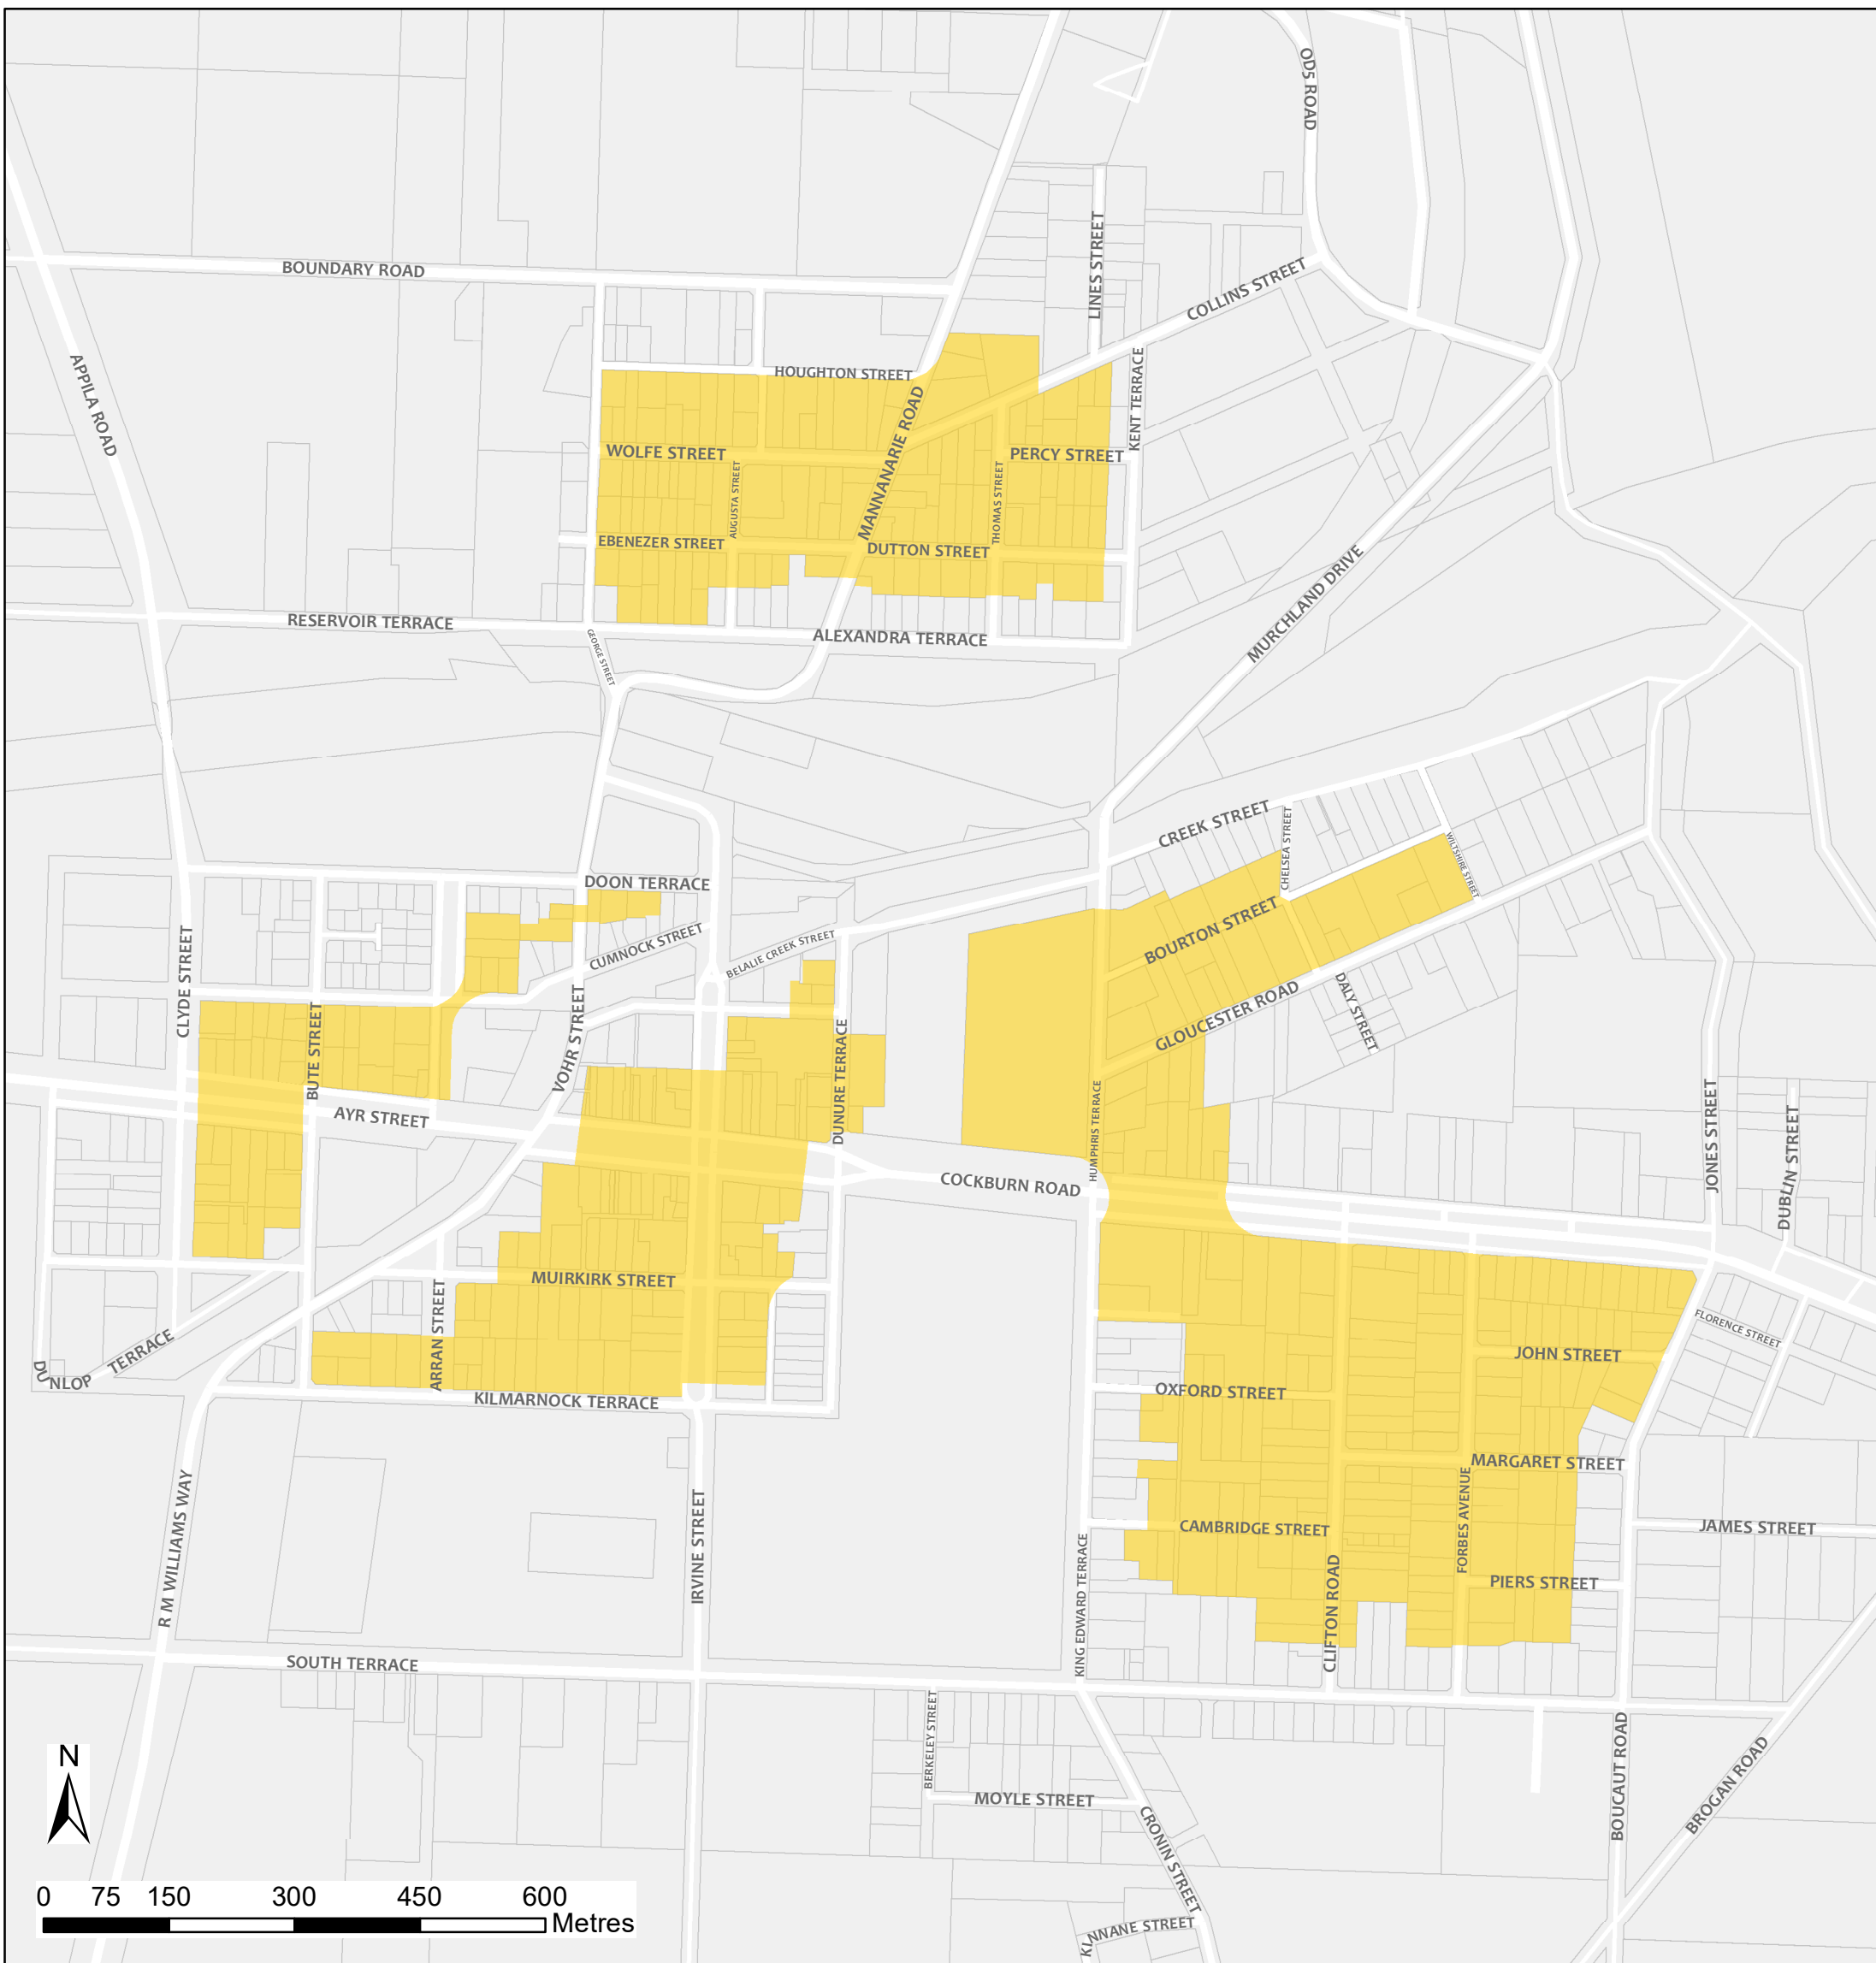 ODS ROAD
LINES STREET
BOUNDARY ROAD
COLLINS STREET
APPILA ROAD
HOUGHTON STREET
MANNANARIE ROAD
KENT TERRACE
WOLFE STREET
PERCY STREET
AUGUSTA STREET
THOMAS STREET
EBENEZER STREET
DUTTON STREET
MURCHLAND DRIVE
RESERVOIR TERRACE
GEORGE STREET
ALEXANDRA TERRACE
CREEK STREET
CHELSEA STREET
WILTSHIRE STREET
DOON TERRACE
CUMNOCK STREET
BELALIE CREEK STREET
BOURTON STREET
CLYDE STREET
BUTE STREET
VOHR STREET
DUNURE TERRACE
GLOUCESTER ROAD
DALY STREET
AYR STREET
HUMPHRIS TERRACE
JONES STREET
DUBLIN STREET
COCKBURN ROAD
MUIRKIRK STREET
ARRAN STREET
DUNLOP TERRACE
KILMARNOCK TERRACE
FLORENCE STREET
JOHN STREET
OXFORD STREET
MARGARET STREET
FORBES AVENUE
CAMBRIDGE STREET
JAMES STREET
R M WILLIAMS WAY
IRVINE STREET
KING EDWARD TERRACE
CLIFTON ROAD
PIERS STREET
SOUTH TERRACE
BERKELEY STREET
MOYLE STREET
CRONIN STREET
BOUCAUT ROAD
BROGAN ROAD
KINNANE STREET
N
0 75 150 300 450 600
Metres